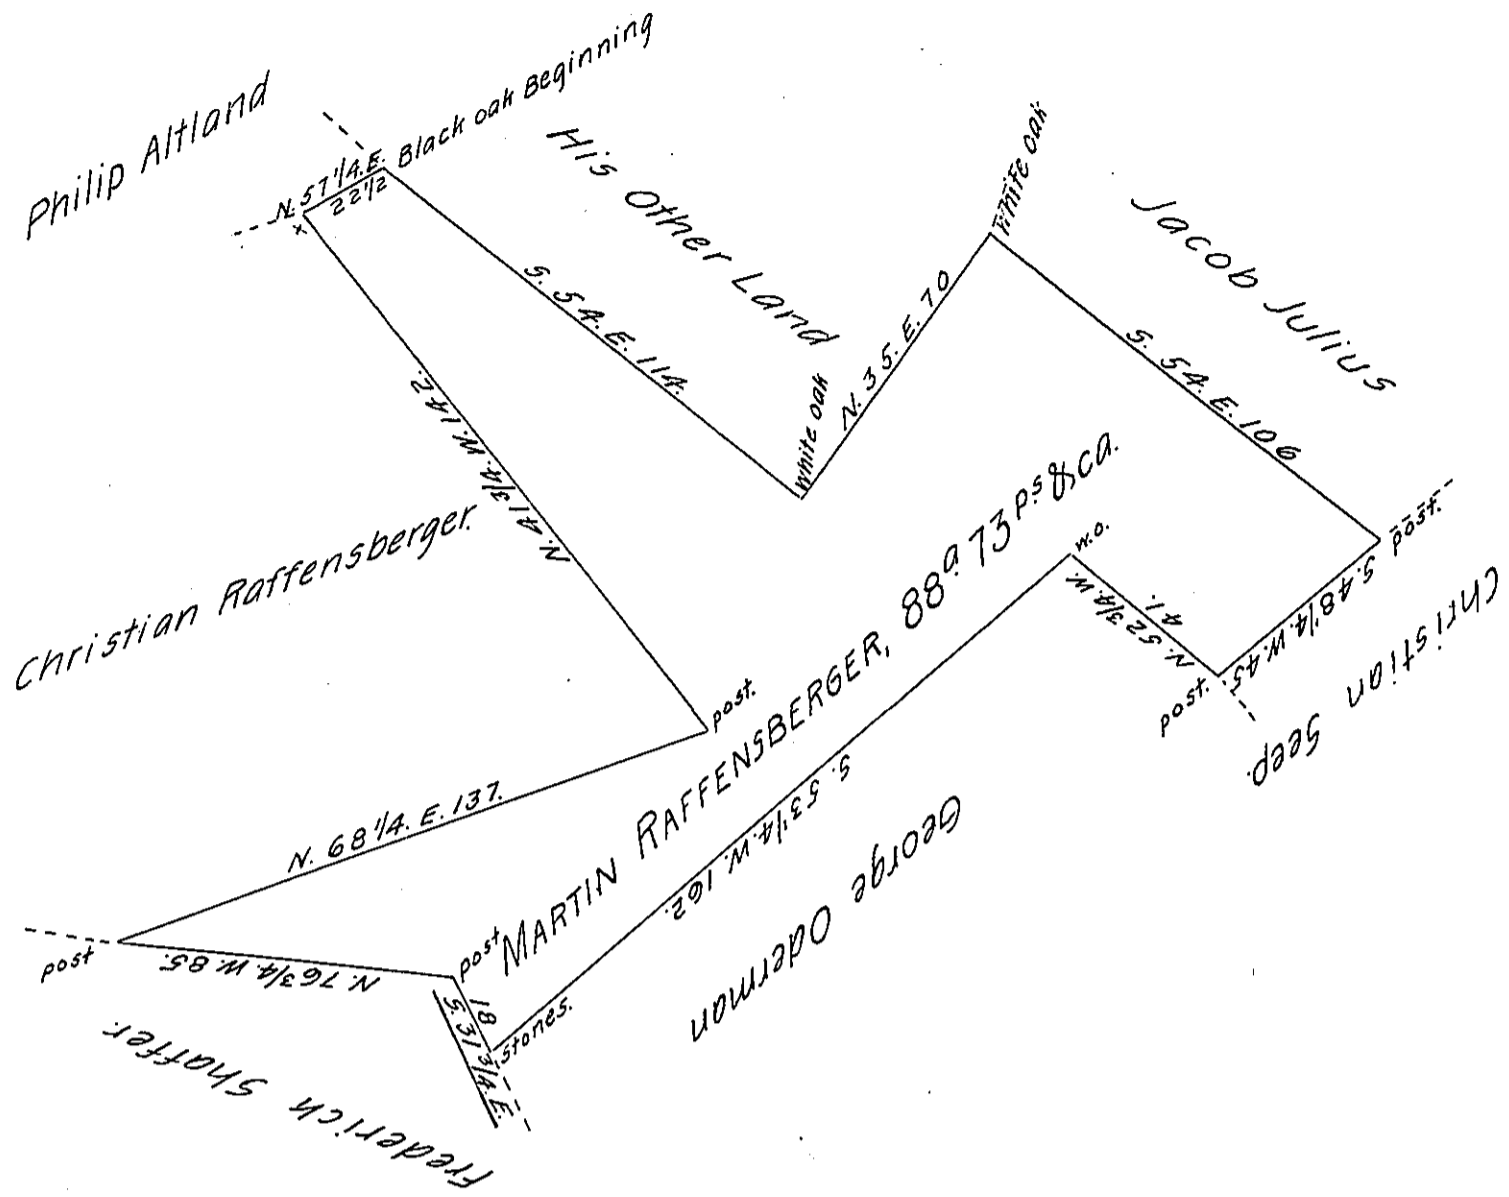 Philip Altland
N. 57 1/4. E.
22 1/2
Black oak Beginning
x
His Other Land
white oak
Jacob Julius
S. 54. E. 114.
N. 35. E. 70
S. 54. E. 106
white oak
N. 41 3/4. W. 142.
Christian Raffensberger.
MARTIN RAFFENSBERGER, 88a. 73 ps. &ca.
w.o.
N. 52 3/4. W.
41.
post.
S. 48 1/4. W. 45.
post.
Christian Seep.
post.
N. 68 1/4. E. 137.
S. 53 1/4. W. 162.
George Oderman
post
N. 76 3/4. W. 85.
post
18
S. 31 3/4. E.
stones.
Frederich Shaffer.